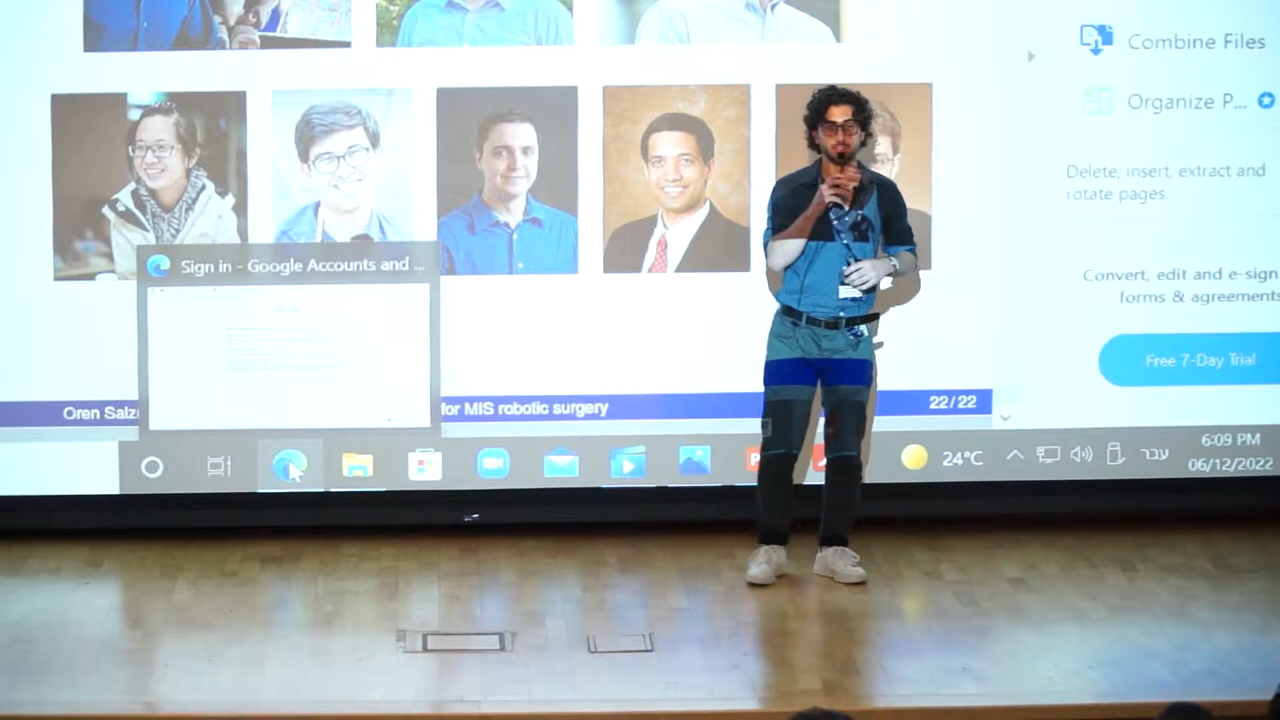 Combine Files
Organize P...
Delete, insert, extract and
rotate pages.
Sign in - Google Accounts and ...
Convert, edit and e-sign
forms & agreements
Free 7-Day Trial
Oren Salz
for MIS robotic surgery
22/22
24°C
עבר
6:09 PM
06/12/2022